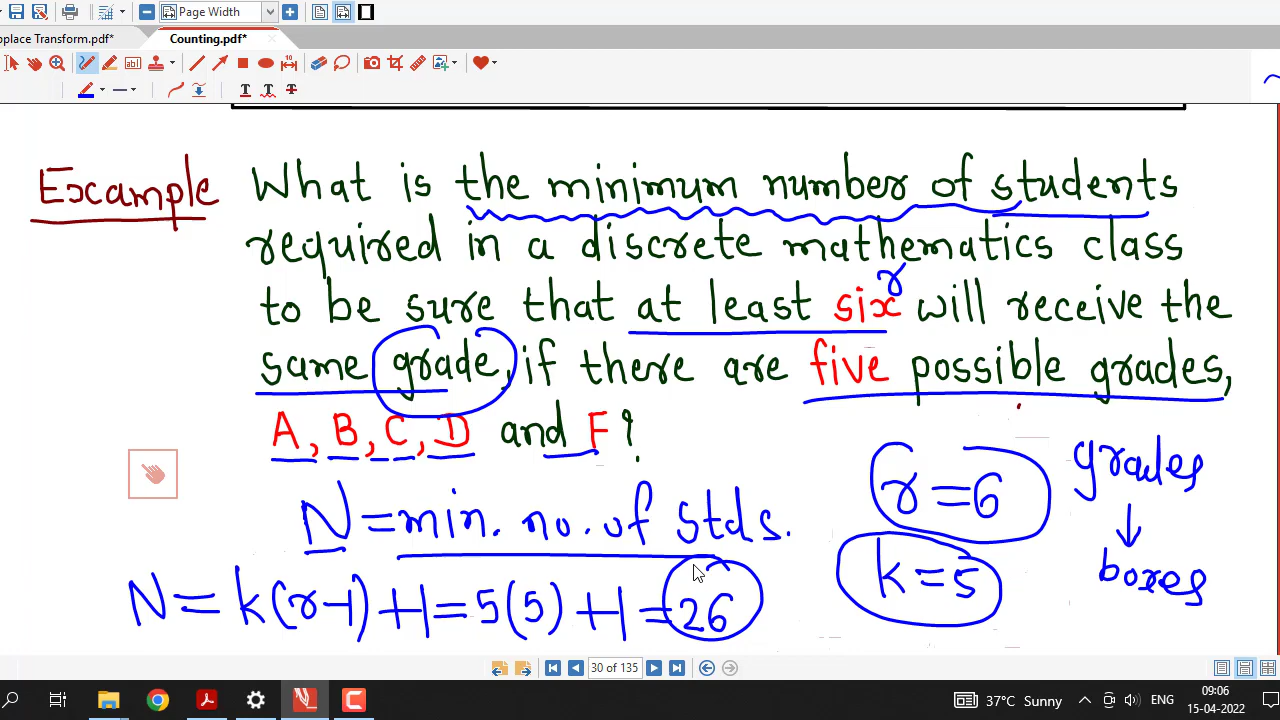 Page Width
pplace Transform.pdf*
Counting.pdf*
Example What is the minimum number of students
required in a discrete mathematics class
to be sure that at least six will receive the
r
same grade, if there are five possible grades,
A, B, C, D and F?
N = min. no. of stds.
r = 6
grades
↓
boxes
k = 5
N = k(r-1) + 1 = 5(5) + 1 = 26
30 of 135
37°C Sunny
ENG
09:06
15-04-2022